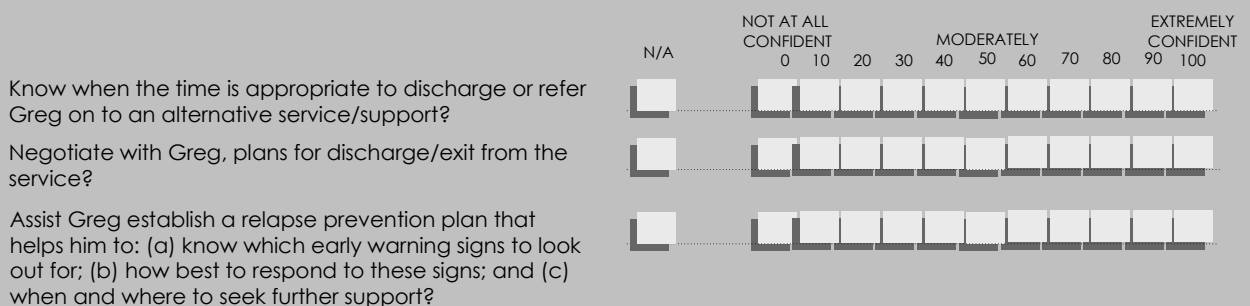 NOT AT ALL
CONFIDENT
N/A
MODERATELY
EXTREMELY
CONFIDENT
0 10 20 30 40 50 60 70 80 90 100
Know when the time is appropriate to discharge or refer
Greg on to an alternative service/support?
Negotiate with Greg, plans for discharge/exit from the
service?
Assist Greg establish a relapse prevention plan that
helps him to: (a) know which early warning signs to look
out for; (b) how best to respond to these signs; and (c)
when and where to seek further support?